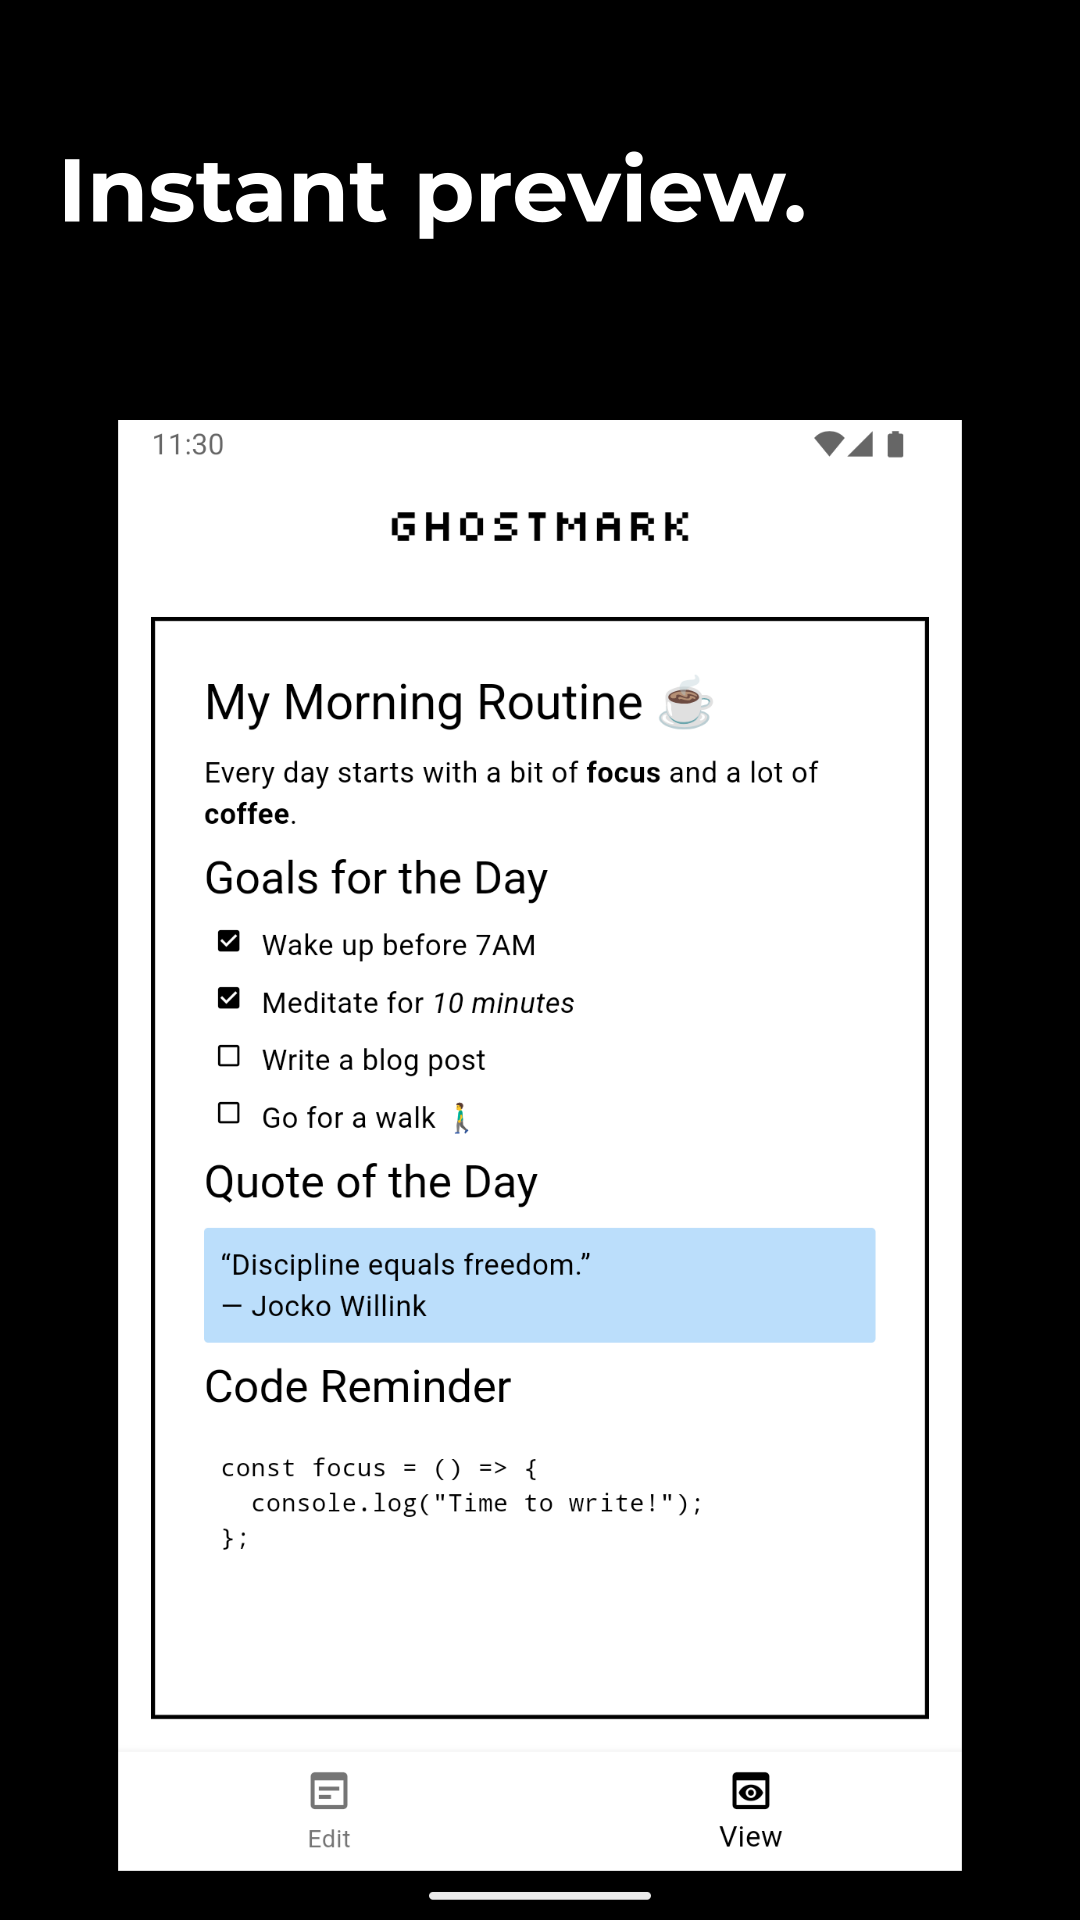 Instant preview.
11:30
GHOSTMARK
My Morning Routine ☕
Every day starts with a bit of focus and a lot of
coffee.
Goals for the Day
Wake up before 7AM
Meditate for 10 minutes
Write a blog post
Go for a walk 🚶‍♂️
Quote of the Day
“Discipline equals freedom.”
— Jocko Willink
Code Reminder
const focus = () => {
  console.log("Time to write!");
};
Edit
View